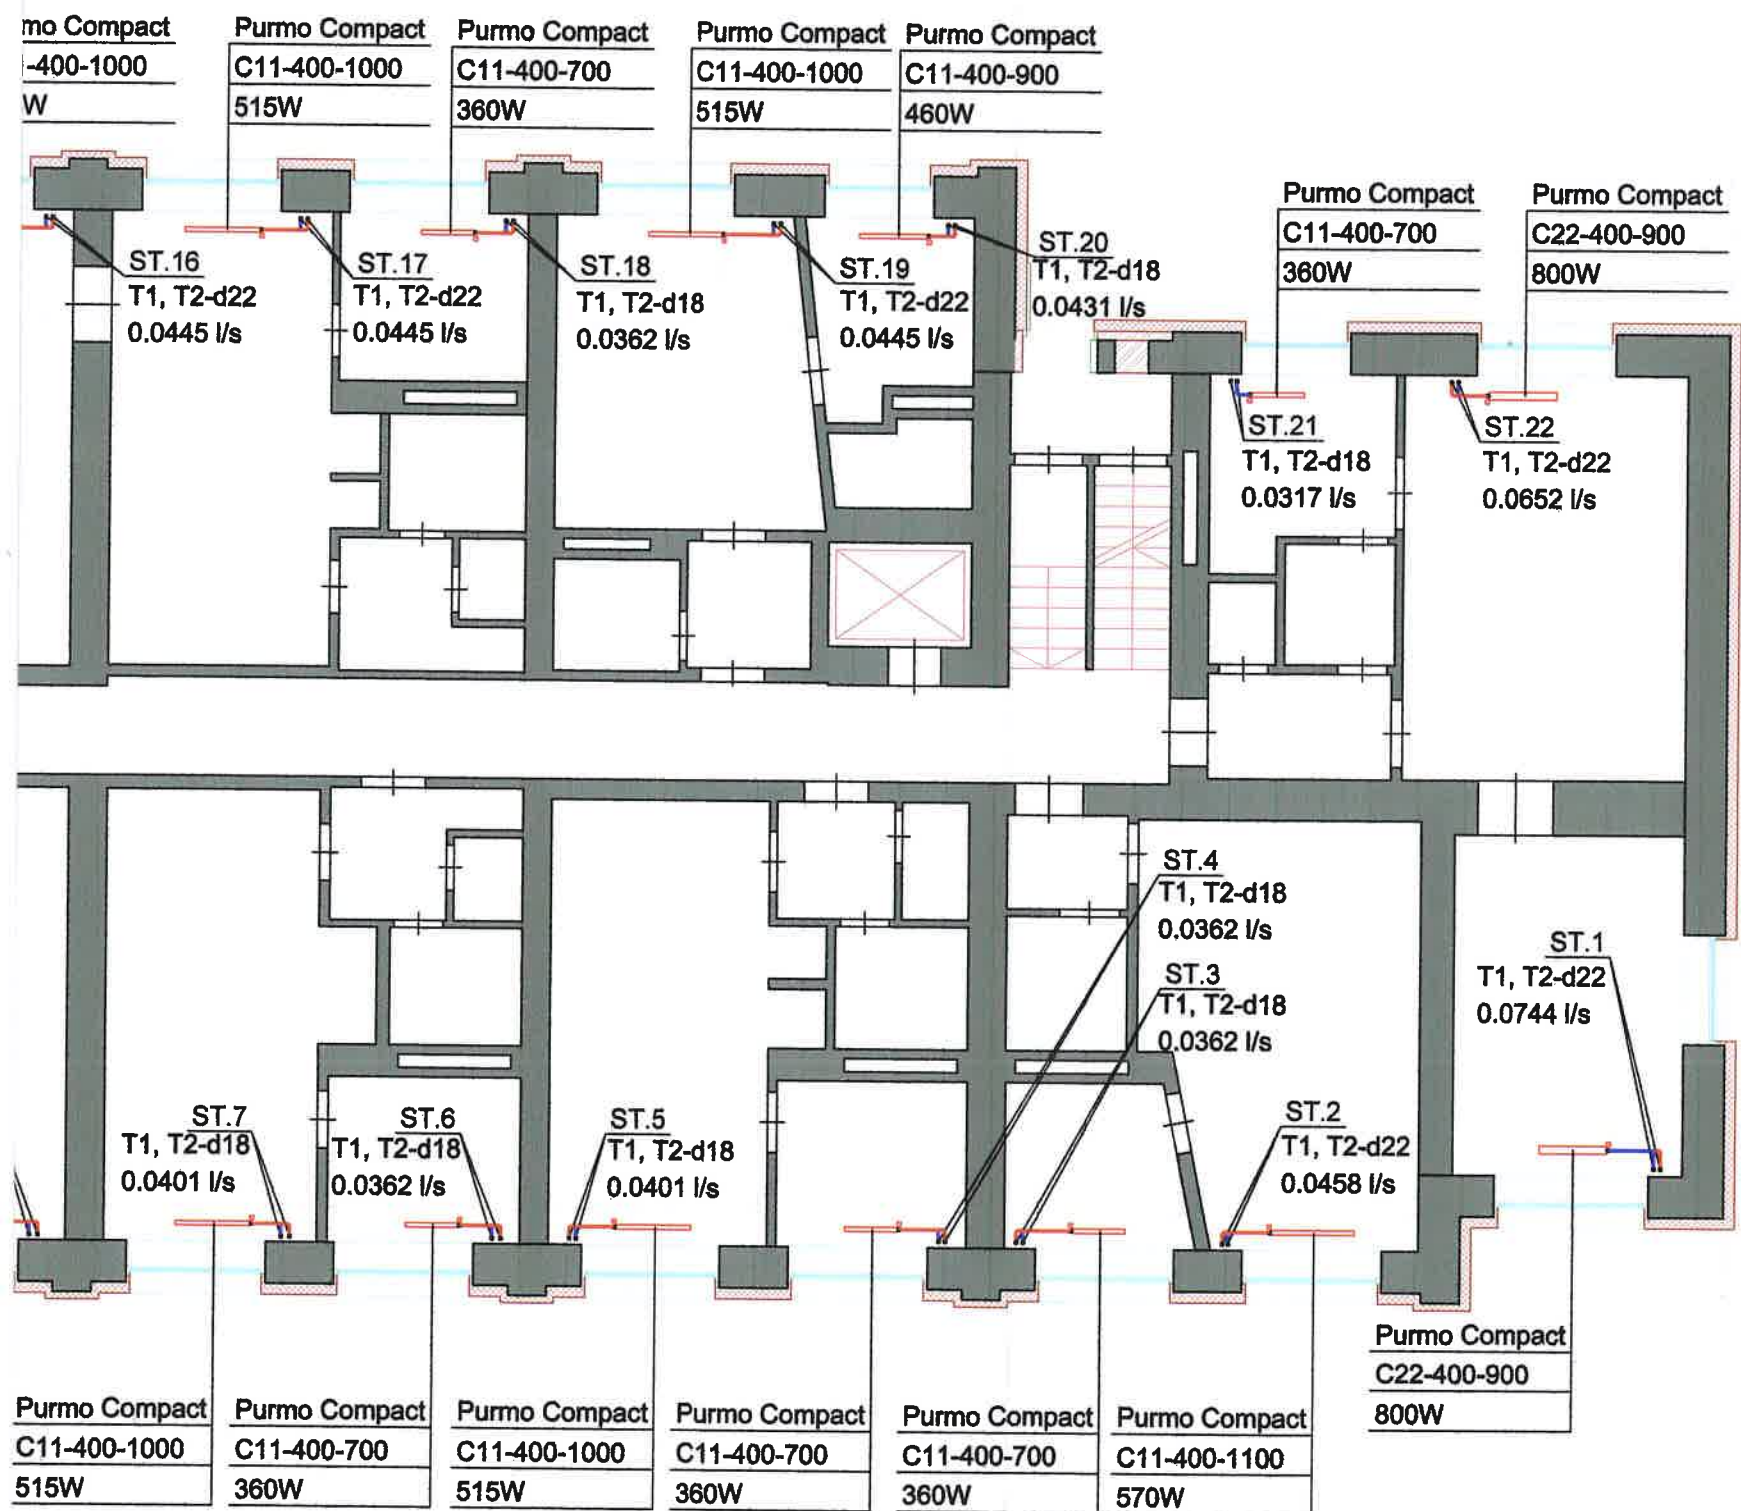 mo Compact
-400-1000
W
Purmo Compact
C11-400-1000
515W
Purmo Compact
C11-400-700
360W
Purmo Compact
C11-400-1000
515W
Purmo Compact
C11-400-900
460W
Purmo Compact
C11-400-700
360W
Purmo Compact
C22-400-900
800W
ST.16
T1, T2-d22
0.0445 l/s
ST.17
T1, T2-d22
0.0445 l/s
ST.18
T1, T2-d18
0.0362 l/s
ST.19
T1, T2-d22
0.0445 l/s
ST.20
T1, T2-d18
0.0431 l/s
ST.21
T1, T2-d18
0.0317 l/s
ST.22
T1, T2-d22
0.0652 l/s
ST.4
T1, T2-d18
0.0362 l/s
ST.3
T1, T2-d18
0.0362 l/s
ST.1
T1, T2-d22
0.0744 l/s
ST.7
T1, T2-d18
0.0401 l/s
ST.6
T1, T2-d18
0.0362 l/s
ST.5
T1, T2-d18
0.0401 l/s
ST.2
T1, T2-d22
0.0458 l/s
Purmo Compact
C22-400-900
800W
Purmo Compact
C11-400-1000
515W
Purmo Compact
C11-400-700
360W
Purmo Compact
C11-400-1000
515W
Purmo Compact
C11-400-700
360W
Purmo Compact
C11-400-700
360W
Purmo Compact
C11-400-1100
570W